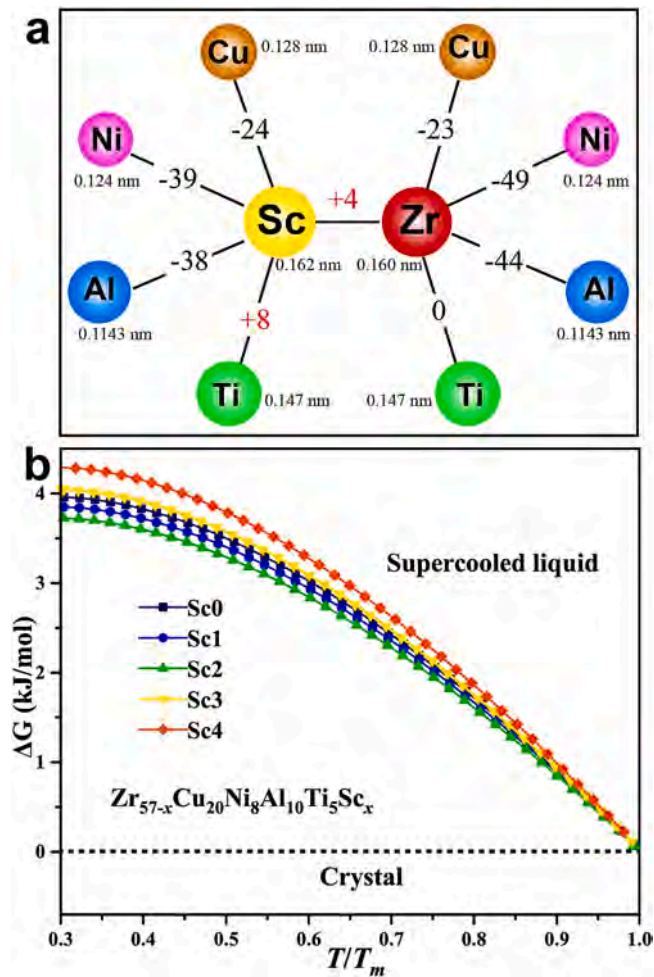 a
Cu 0.128 nm 0.128 nm Cu
Ni -24 -23 Ni
0.124 nm -39 +4 -49 0.124 nm
Sc Zr
Al -38 0.162 nm 0.160 nm -44 Al
0.1143 nm +8 0 0.1143 nm
Ti 0.147 nm 0.147 nm Ti
b
4
3
2
1
0
ΔG (kJ/mol)
Supercooled liquid
Sc0
Sc1
Sc2
Sc3
Sc4
Zr57-xCu20Ni8Al10Ti5Scx
Crystal
0.3 0.4 0.5 0.6 0.7 0.8 0.9 1.0
T/Tm